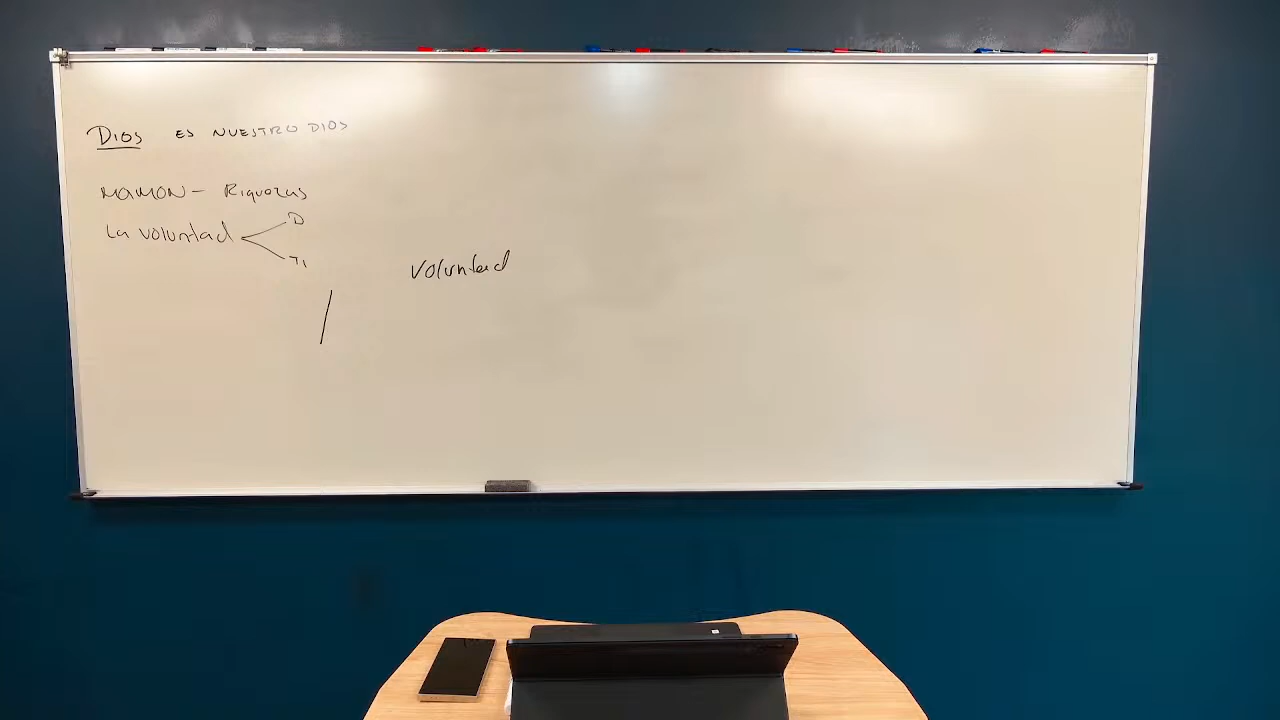 DIOS ES NUESTRO DIOS
MAMON - Riquezas
La voluntad
D
voluntad